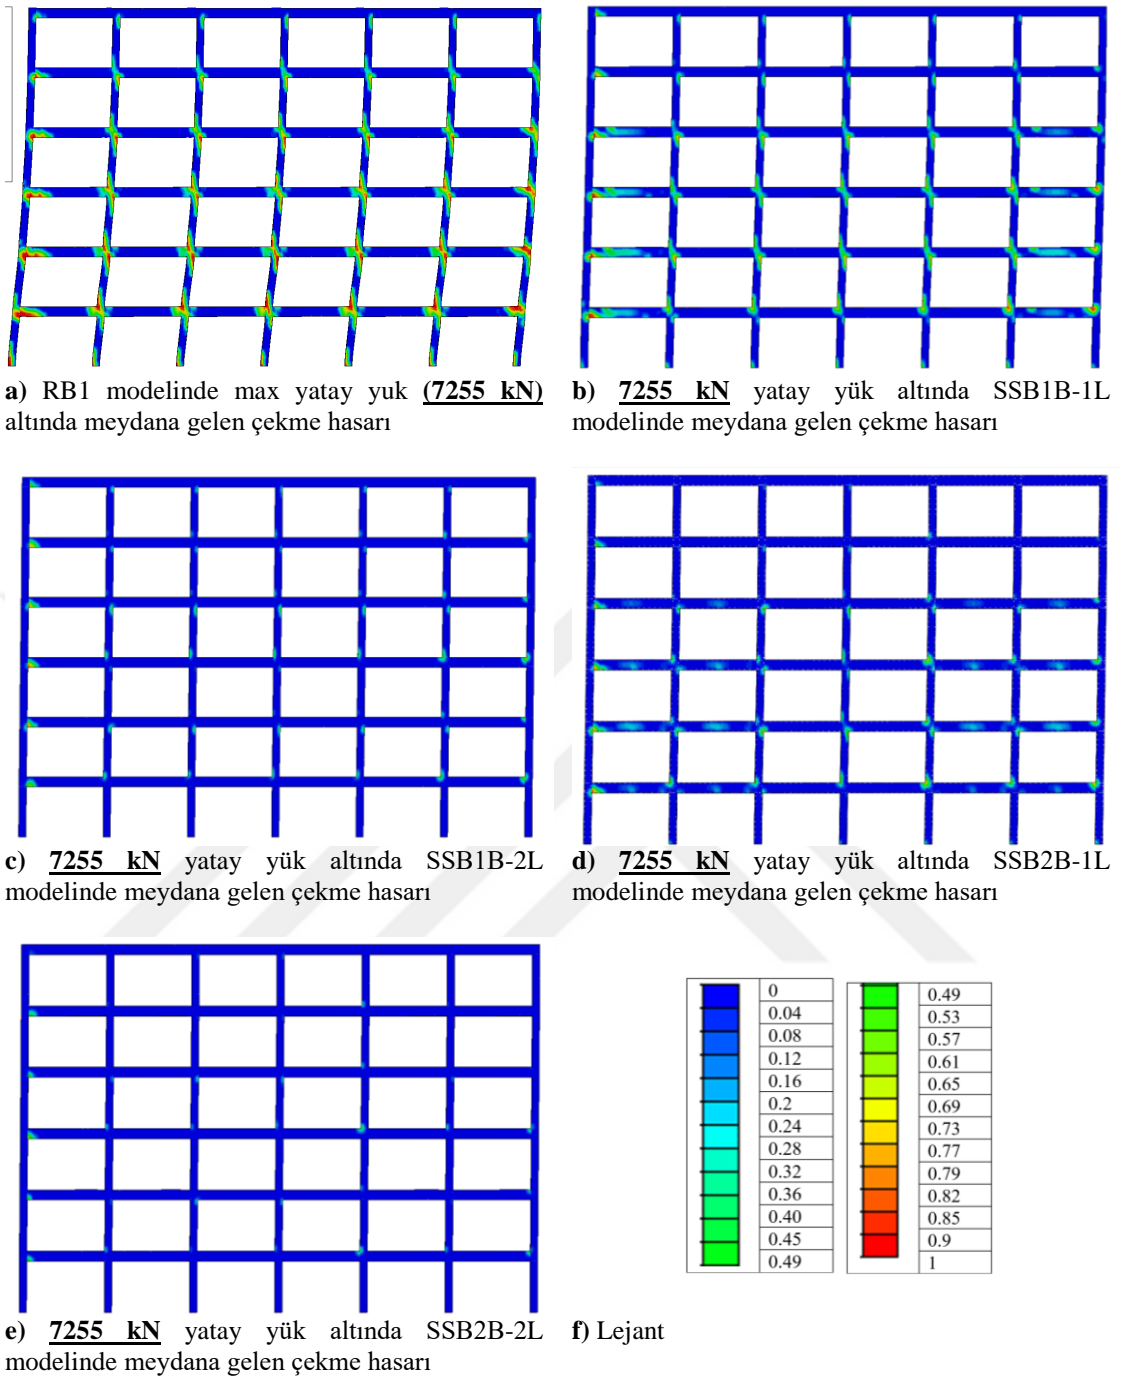 a) RB1 modelinde max yatay yuk (7255 kN)
altında meydana gelen çekme hasarı
b) 7255 kN yatay yük altında SSB1B-1L
modelinde meydana gelen çekme hasarı
c) 7255 kN yatay yük altında SSB1B-2L
modelinde meydana gelen çekme hasarı
d) 7255 kN yatay yük altında SSB2B-1L
modelinde meydana gelen çekme hasarı
0
0.04
0.08
0.12
0.16
0.2
0.24
0.28
0.32
0.36
0.40
0.45
0.49
0.49
0.53
0.57
0.61
0.65
0.69
0.73
0.77
0.79
0.82
0.85
0.9
1
e) 7255 kN yatay yük altında SSB2B-2L
modelinde meydana gelen çekme hasarı
f) Lejant